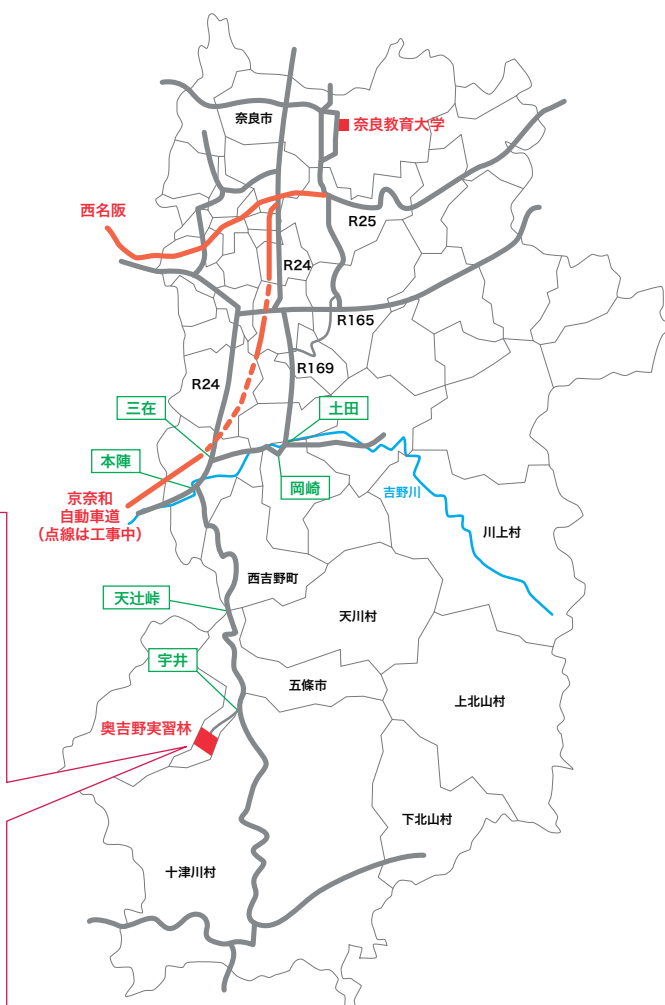 奈良市
奈良教育大学
西名阪
R25
R24
R165
R169
R24
三在
土田
本陣
岡崎
吉野川
京奈和
自動車道
(点線は工事中)
川上村
西吉野町
天辻峠
天川村
宇井
五條市
上北山村
奥吉野実習林
下北山村
十津川村